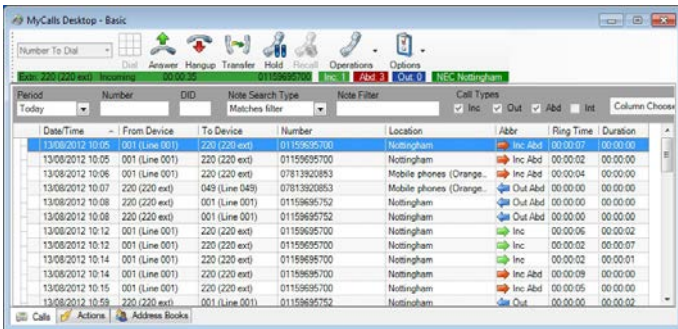 MyCalls Desktop - Basic
Number To Dial
Dial Answer Hangup Transfer Hold Recall Operations Options
Extn: 220 (220 ext) Incoming 00:00:35 01159695700 Inc: 1 Abd: 3 Out: 0 NEC Nottingham
Period Number DID Note Search Type Note Filter Call Types
Today Matches filter Inc Out Abd Int Column Choose
Date/Time From Device To Device Number Location Abbr Ring Time Duration
13/08/2012 10:05 001 (Line 001) 220 (220 ext) 01159695700 Nottingham Inc Abd 00:00:07 00:00:00
13/08/2012 10:05 001 (Line 001) 220 (220 ext) 01159695700 Nottingham Inc Abd 00:00:02 00:00:00
13/08/2012 10:06 001 (Line 001) 220 (220 ext) 07813920853 Mobile phones (Orange... Inc Abd 00:00:04 00:00:00
13/08/2012 10:07 220 (220 ext) 049 (Line 049) 07813920853 Mobile phones (Orange... Out Abd 00:00:00 00:00:00
13/08/2012 10:08 220 (220 ext) 001 (Line 001) 01159659752 Nottingham Out Abd 00:00:00 00:00:00
13/08/2012 10:08 220 (220 ext) 001 (Line 001) 01159659752 Nottingham Out Abd 00:00:00 00:00:00
13/08/2012 10:12 001 (Line 001) 220 (220 ext) 01159695700 Nottingham Inc 00:00:06 00:00:02
13/08/2012 10:12 001 (Line 001) 220 (220 ext) 01159695700 Nottingham Inc 00:00:02 00:00:07
13/08/2012 10:14 001 (Line 001) 220 (220 ext) 01159695700 Nottingham Inc 00:00:02 00:00:01
13/08/2012 10:14 001 (Line 001) 220 (220 ext) 01159695700 Nottingham Inc Abd 00:00:09 00:00:00
13/08/2012 10:15 001 (Line 001) 220 (220 ext) 01159695700 Nottingham Inc Abd 00:00:05 00:00:00
13/08/2012 10:59 220 (220 ext) 001 (Line 001) 01159695752 Nottingham Out 00:00:00 00:00:02
Calls Actions Address Books